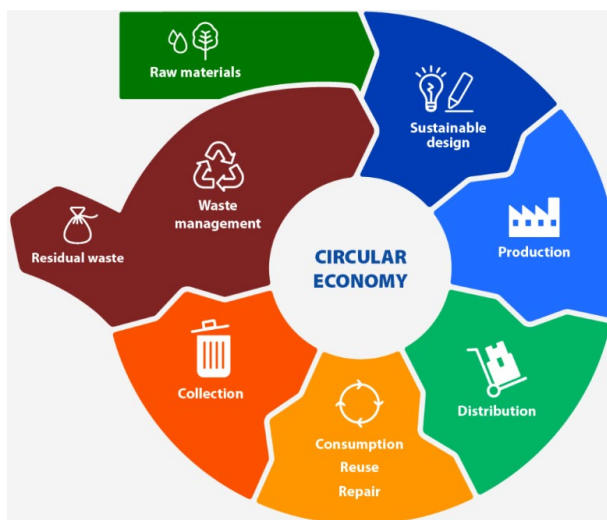 Raw materials
Sustainable
design
Production
Distribution
Consumption
Reuse
Repair
Collection
Waste
management
Residual waste
CIRCULAR
ECONOMY